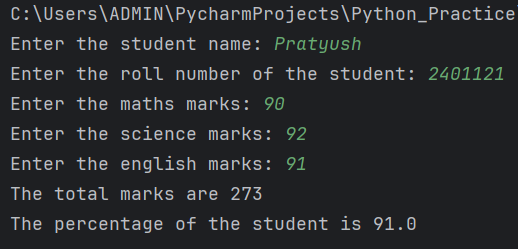 C:\Users\ADMIN\PycharmProjects\Python_Practice
Enter the student name: Pratyush
Enter the roll number of the student: 2401121
Enter the maths marks: 90
Enter the science marks: 92
Enter the english marks: 91
The total marks are 273
The percentage of the student is 91.0